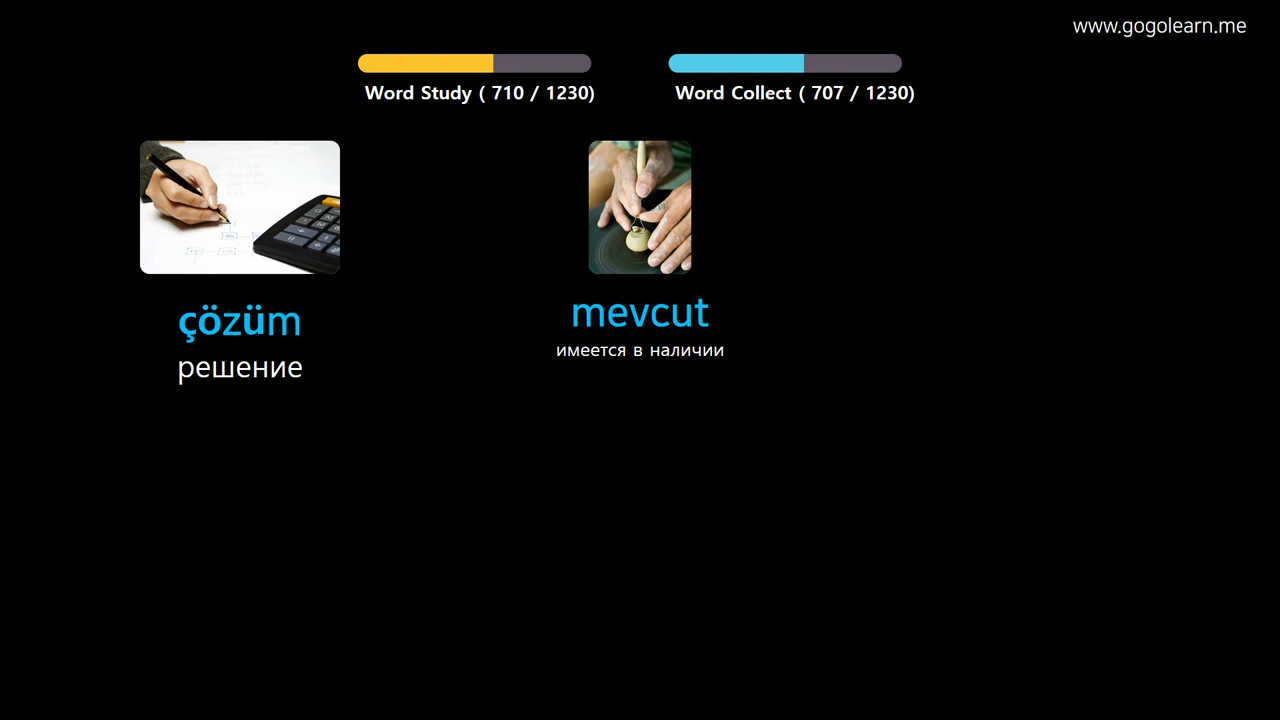 www.gogolearn.me
Word Study ( 710 / 1230)
Word Collect ( 707 / 1230)
çözüm
решение
mevcut
имеется в наличии